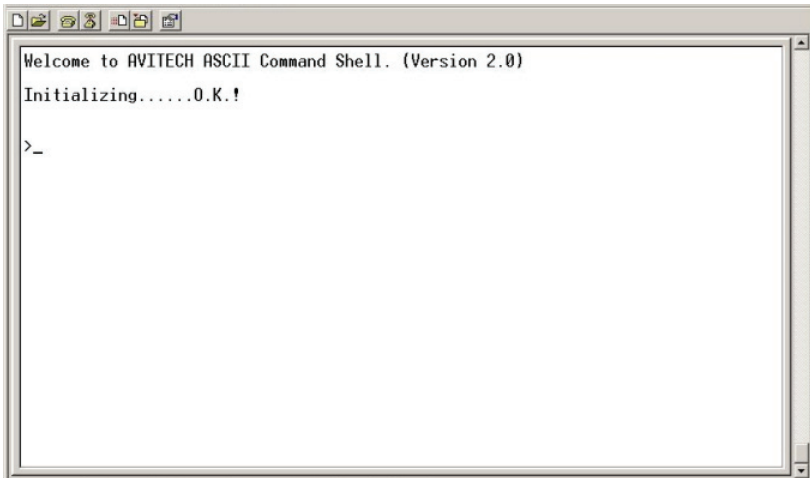 Welcome to AVITECH ASCII Command Shell. (Version 2.0)
Initializing......O.K.!
>_